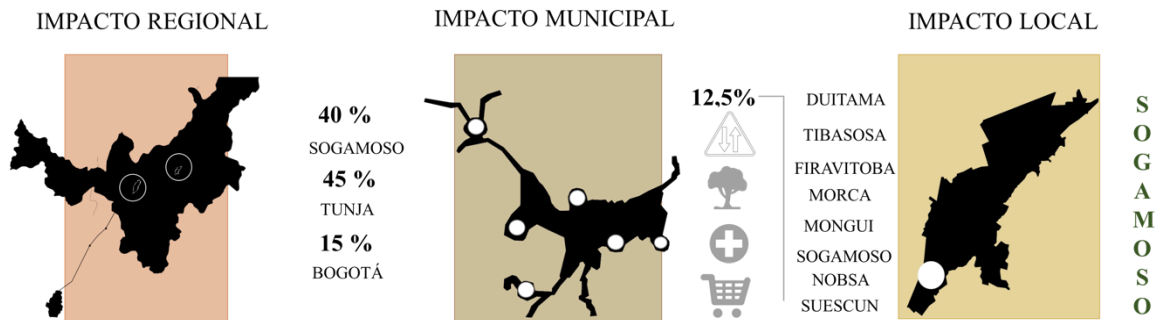 IMPACTO REGIONAL
40 %
SOGAMOSO
45 %
TUNJA
15 %
BOGOTÁ
IMPACTO MUNICIPAL
12,5%
DUITAMA
TIBASOSA
FIRAVITOBA
MORCA
MONGUI
SOGAMOSO
NOBSA
SUESCUN
IMPACTO LOCAL
SOGAMOSO